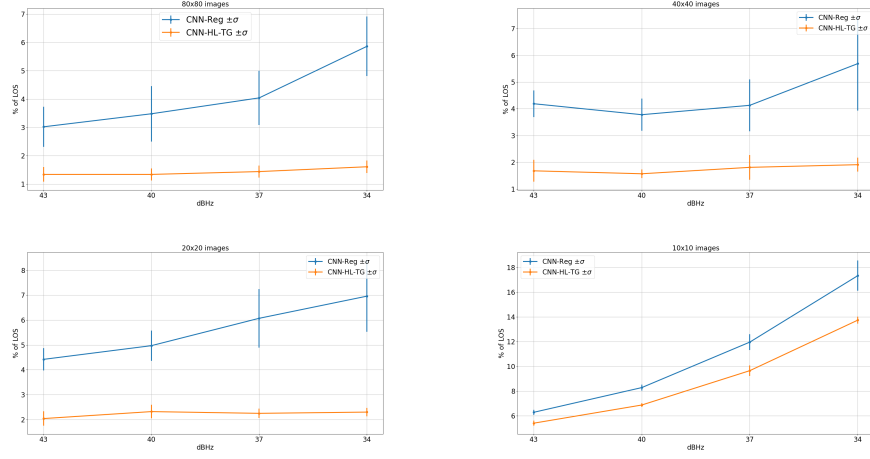 80x80 images
CNN-Reg ±σ
CNN-HL-TG ±σ
7
6
5
4
3
2
1
% of LOS
43
40
37
34
dBHz
40x40 images
CNN-Reg ±σ
CNN-HL-TG ±σ
7
6
5
4
3
2
1
% of LOS
43
40
37
34
dBHz
20x20 images
CNN-Reg ±σ
CNN-HL-TG ±σ
8
7
6
5
4
3
2
% of LOS
43
40
37
34
dBHz
10x10 images
CNN-Reg ±σ
CNN-HL-TG ±σ
18
16
14
12
10
8
6
% of LOS
43
40
37
34
dBHz